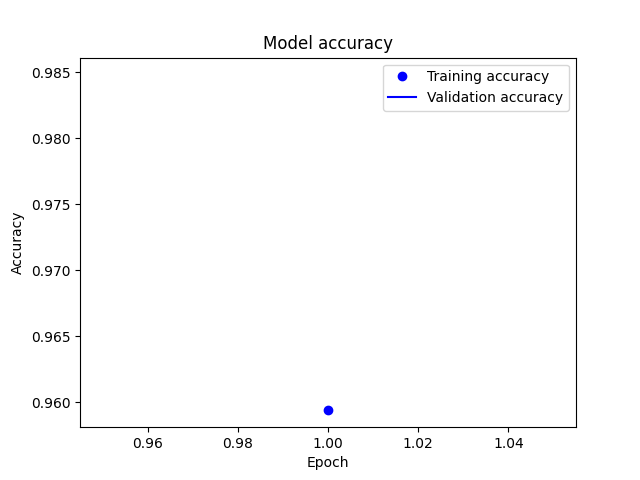 Model accuracy
Training accuracy
Validation accuracy
0.985
0.980
0.975
0.970
0.965
0.960
Accuracy
0.96 0.98 1.00 1.02 1.04
Epoch